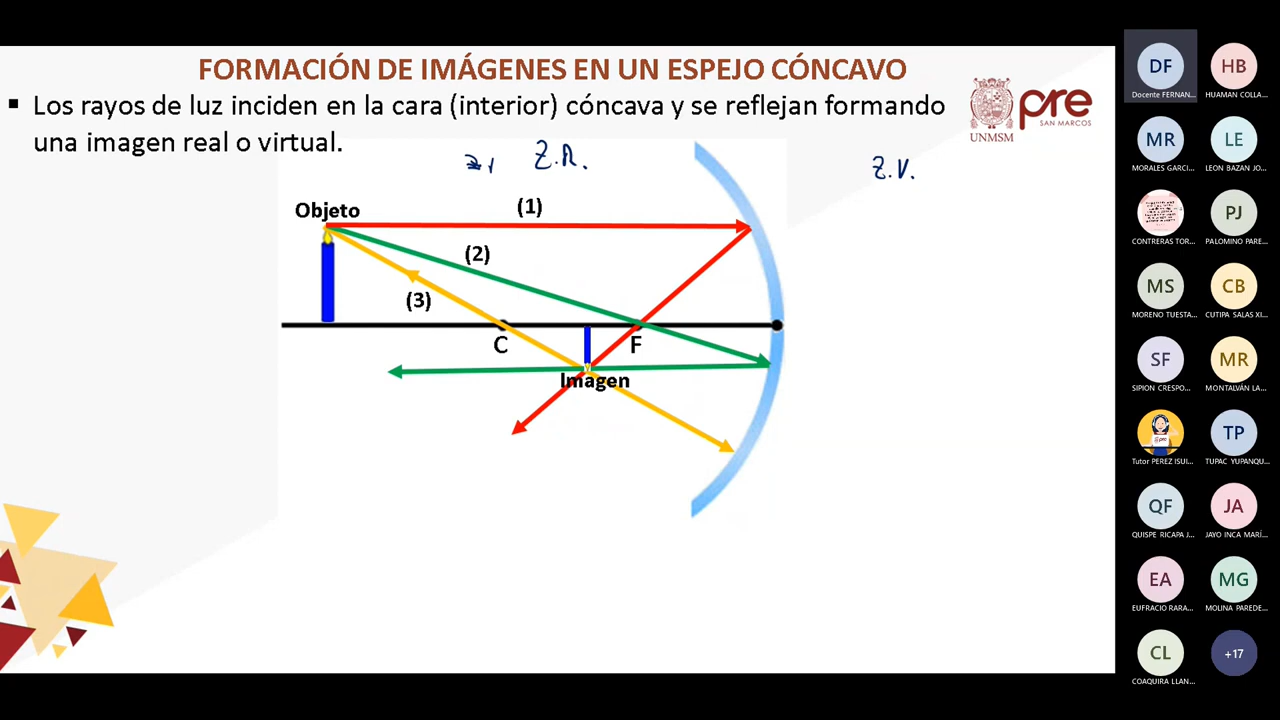 FORMACIÓN DE IMÁGENES EN UN ESPEJO CÓNCAVO
▪ Los rayos de luz inciden en la cara (interior) cóncava y se reflejan formando
una imagen real o virtual.
UNMSM
pre
SAN MARCOS
Z.R.
Z.V.
Objeto
(1)
(2)
(3)
C
F
Imagen
DF
Docente FERNAN...
HB
HUAMAN COLLA...
MR
MORALES GARCI...
LE
LEON BAZAN JO...
CONTRERAS TOR...
PJ
PALOMINO PARE...
MS
MORENO TUESTA...
CB
CUTIPA SALAS XI...
SF
SIPION CRESPO...
MR
MONTALVÁN LA...
Tutor PEREZ ISUI...
TP
TUPAC YUPANQU...
QF
QUISPE RICAPA J...
JA
JAYO INCA MARÍ...
EA
EUFRACIO RARA...
MG
MOLINA PAREDE...
CL
COAQUIRA LLAN...
+17